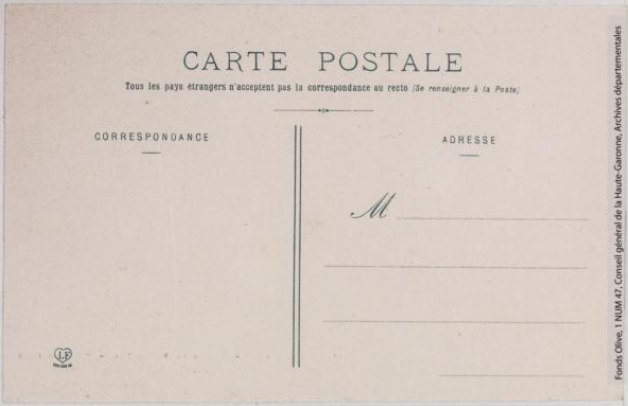 CARTE POSTALE
Tous les pays étrangers n'acceptent pas la correspondance au recto (Se renseigner à la Poste)
CORRESPONDANCE
ADRESSE
M
Fonds Olive, 1 NUM 47, Conseil général de la Haute-Garonne, Archives départementales